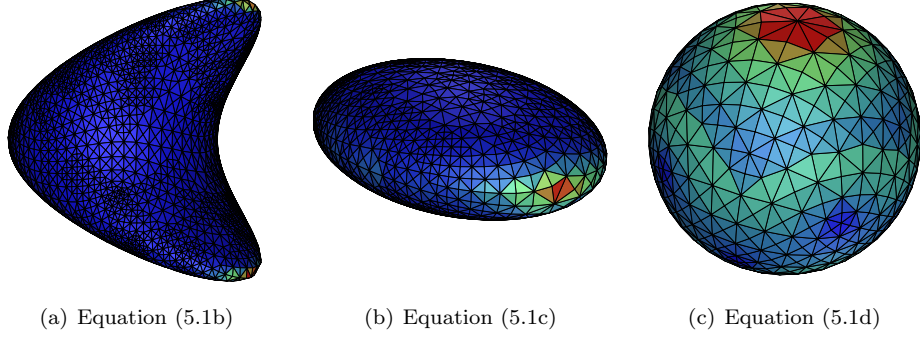 (a) Equation (5.1b)
(b) Equation (5.1c)
(c) Equation (5.1d)